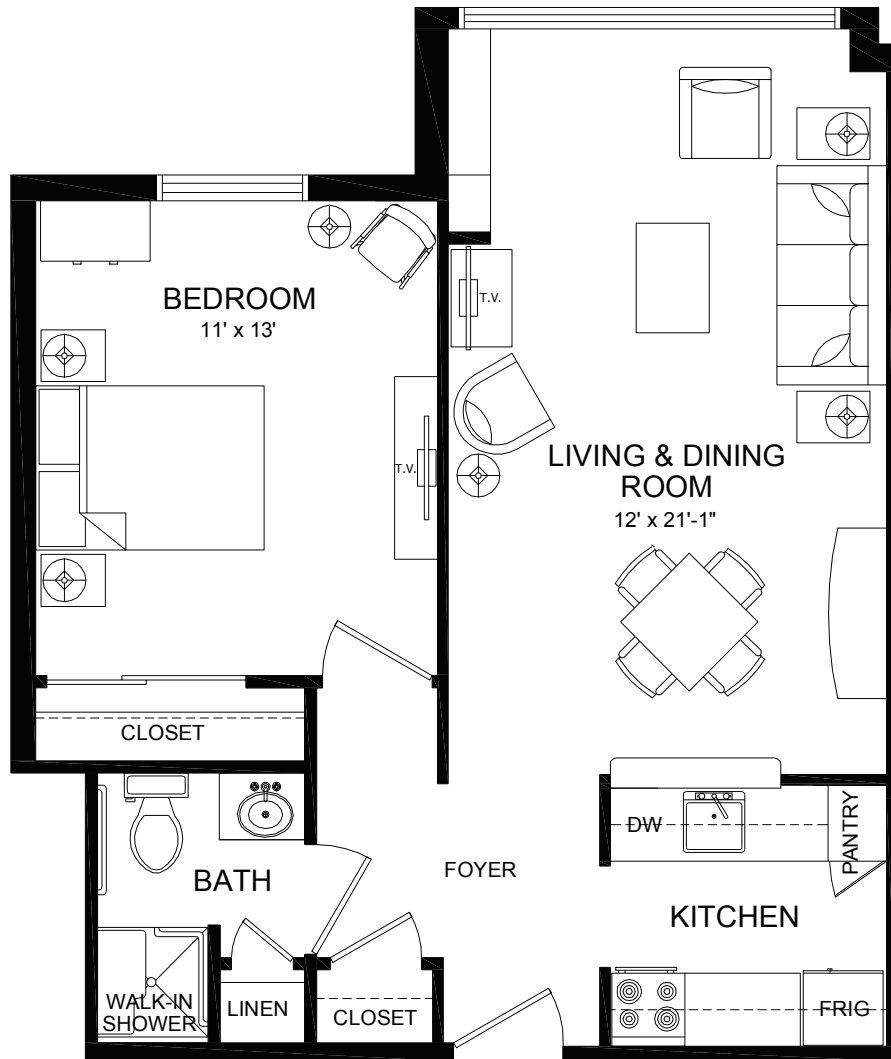 BEDROOM
11' x 13'
T.V.
T.V.
LIVING & DINING
ROOM
12' x 21'-1"
CLOSET
DW
PANTRY
BATH
FOYER
KITCHEN
WALK-IN
SHOWER
LINEN
CLOSET
FRIG